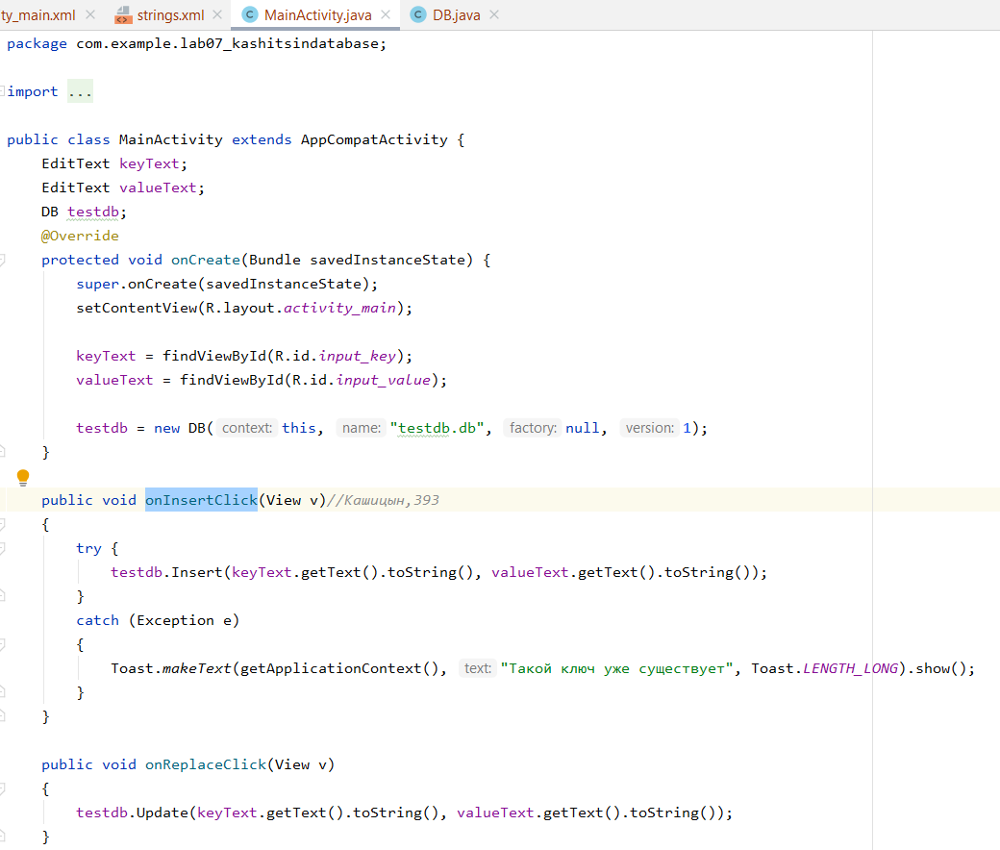 ty_main.xml strings.xml MainActivity.java DB.java
package com.example.lab07_kashitsindatabase;
import ...
public class MainActivity extends AppCompatActivity {
EditText keyText;
EditText valueText;
DB testdb;
@Override
protected void onCreate(Bundle savedInstanceState) {
super.onCreate(savedInstanceState);
setContentView(R.layout.activity_main);
keyText = findViewById(R.id.input_key);
valueText = findViewById(R.id.input_value);
testdb = new DB( context: this, name: "testdb.db", factory: null, version: 1);
}
public void onInsertClick(View v)//Кашицын,393
{
try {
testdb.Insert(keyText.getText().toString(), valueText.getText().toString());
}
catch (Exception e)
{
Toast.makeText(getApplicationContext(), text: "Такой ключ уже существует", Toast.LENGTH_LONG).show();
}
}
public void onReplaceClick(View v)
{
testdb.Update(keyText.getText().toString(), valueText.getText().toString());
}